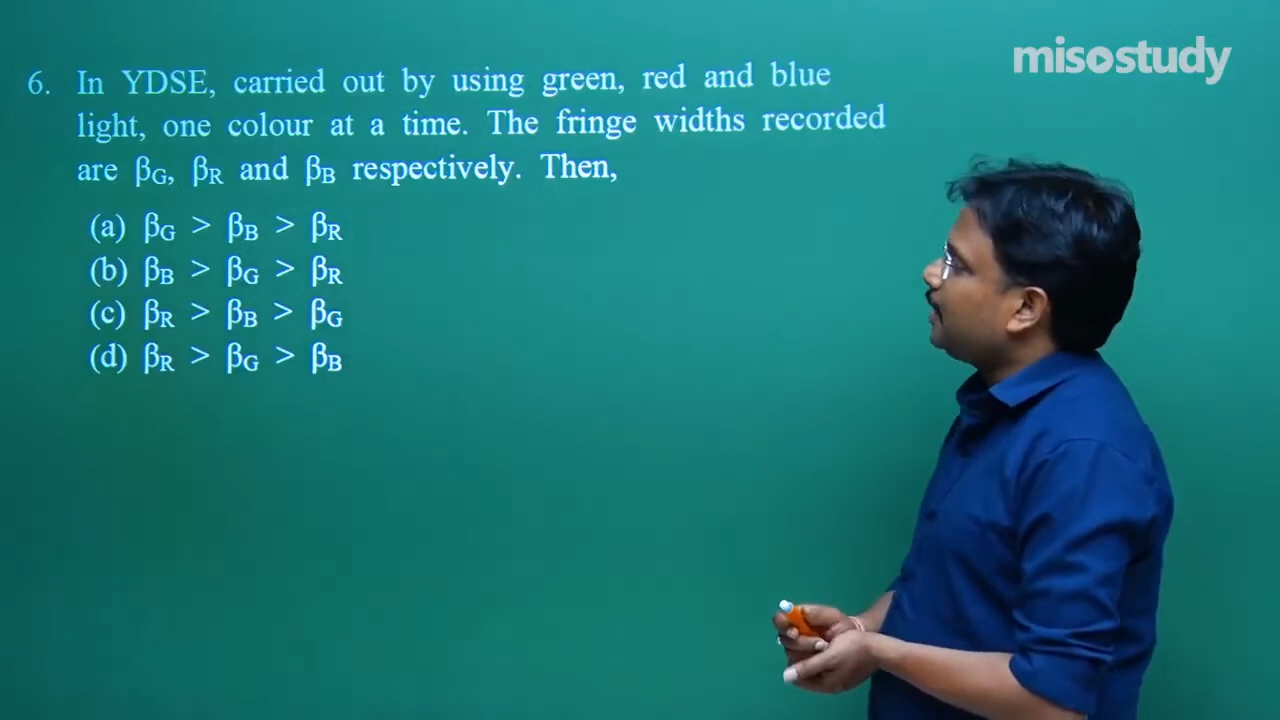 misostudy
6. In YDSE, carried out by using green, red and blue
light, one colour at a time. The fringe widths recorded
are βG, βR and βB respectively. Then,
(a) βG > βB > βR
(b) βB > βG > βR
(c) βR > βB > βG
(d) βR > βG > βB